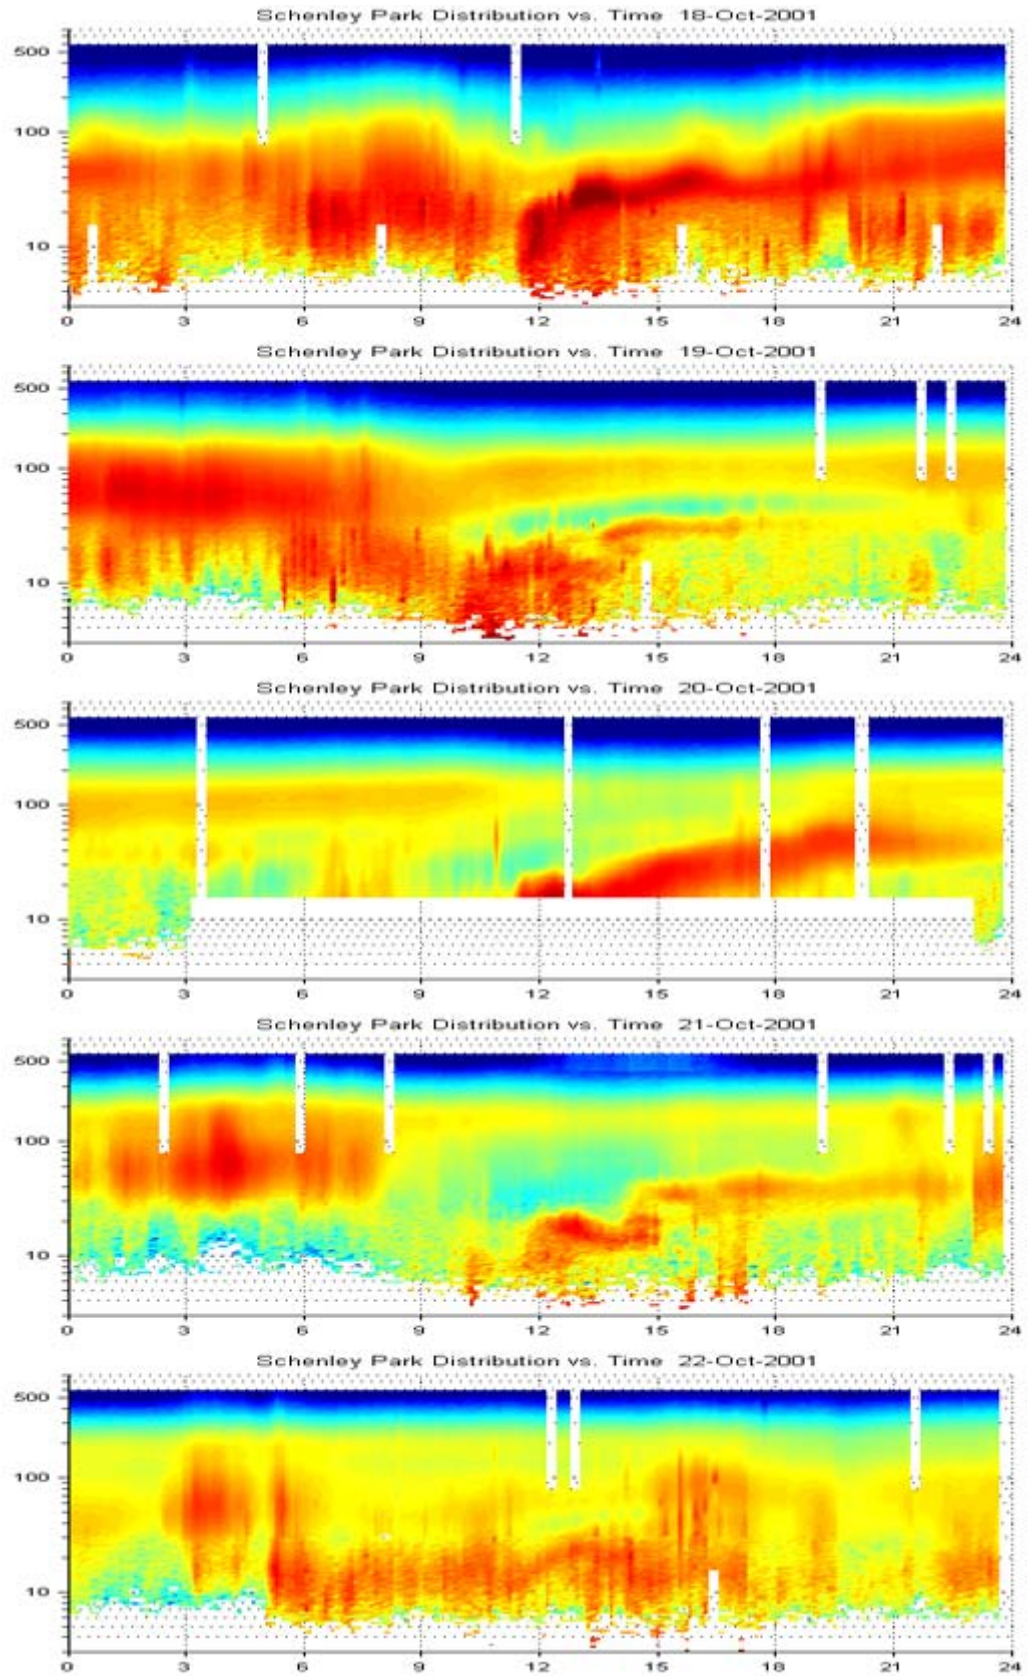 Schenley Park Distribution vs. Time 18-Oct-2001
500
100
10
0 3 6 9 12 15 18 21 24
Schenley Park Distribution vs. Time 19-Oct-2001
500
100
10
0 3 6 9 12 15 18 21 24
Schenley Park Distribution vs. Time 20-Oct-2001
500
100
10
0 3 6 9 12 15 18 21 24
Schenley Park Distribution vs. Time 21-Oct-2001
500
100
10
0 3 6 9 12 15 18 21 24
Schenley Park Distribution vs. Time 22-Oct-2001
500
100
10
0 3 6 9 12 15 18 21 24